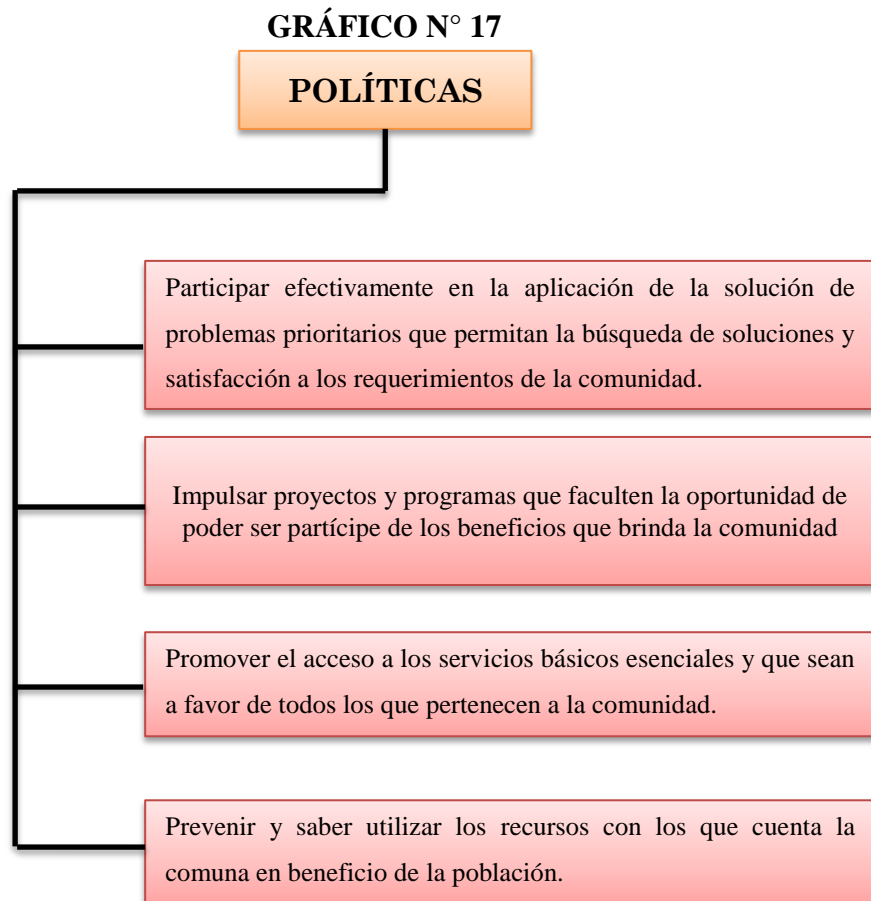 GRÁFICO N° 17
POLÍTICAS
Participar efectivamente en la aplicación de la solución de
problemas prioritarios que permitan la búsqueda de soluciones y
satisfacción a los requerimientos de la comunidad.
Impulsar proyectos y programas que faculten la oportunidad de
poder ser partícipe de los beneficios que brinda la comunidad
Promover el acceso a los servicios básicos esenciales y que sean
a favor de todos los que pertenecen a la comunidad.
Prevenir y saber utilizar los recursos con los que cuenta la
comuna en beneficio de la población.